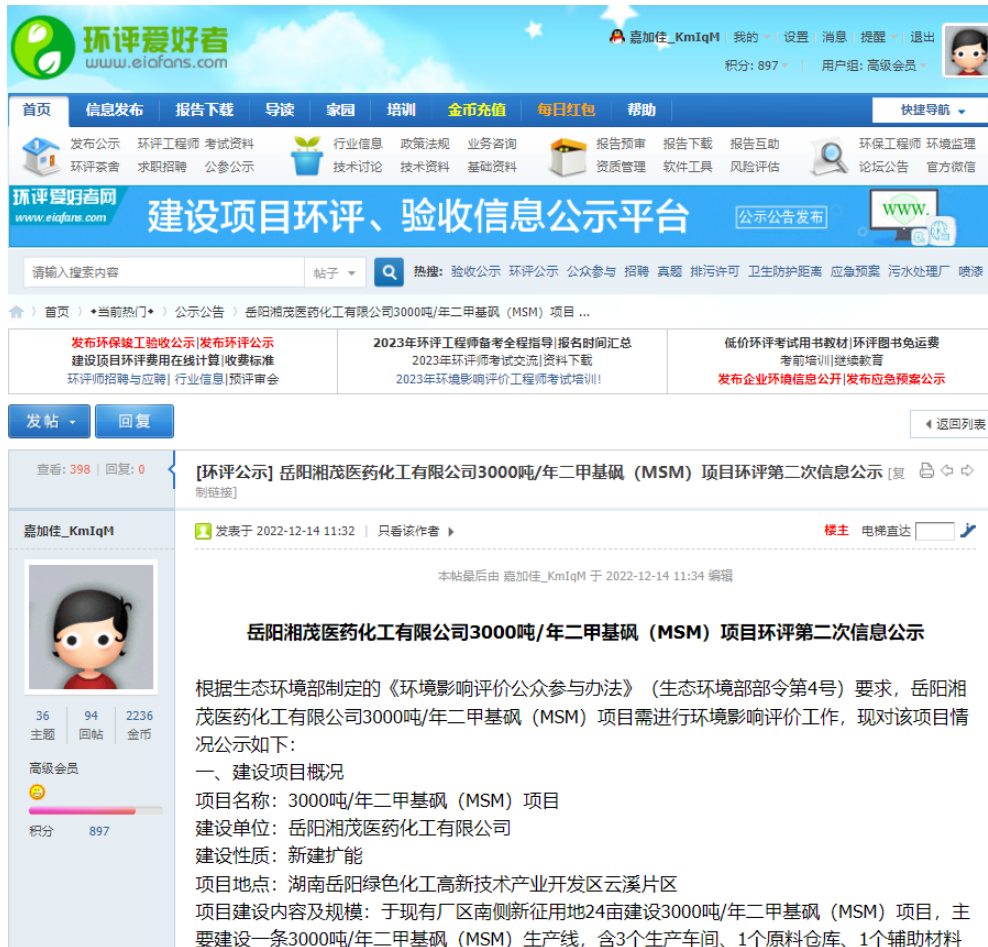 环评爱好者
www.eiafans.com
嘉加佳_KmIqM 我的 设置 消息 提醒 退出
积分: 897 用户组: 高级会员
首页 信息发布 报告下载 导读 家园 培训 金币充值 每日红包 帮助 快捷导航
发布公示 环评工程师 考试资料 行业信息 政策法规 业务咨询 报告预审 报告下载 报告互助 环保工程师 环境监理
环评茶舍 求职招聘 公参公示 技术讨论 技术资料 基础资料 资质管理 软件工具 风险评估 论坛公告 官方微信
环评爱好者网
www.eiafans.com
建设项目环评、验收信息公示平台
公示公告发布
www.
请输入搜索内容 帖子 热搜: 验收公示 环评公示 公众参与 招聘 真题 排污许可 卫生防护距离 应急预案 污水处理厂 喷漆
首页 ◆当前热门◆ 公示公告 岳阳湘茂医药化工有限公司3000吨/年二甲基砜（MSM）项目 ...
发布环保竣工验收公示|发布环评公示 2023年环评工程师备考全程指导|报名时间汇总 低价环评考试用书教材|环评图书免运费
建设项目环评费用在线计算|收费标准 2023年环评师考试交流|资料下载 考前培训||继续教育
环评师招聘与应聘| 行业信息|预评审会 2023年环境影响评价工程师考试培训! 发布企业环境信息公开|发布应急预案公示
发帖 回复 返回列表
查看: 398 | 回复: 0
[环评公示] 岳阳湘茂医药化工有限公司3000吨/年二甲基砜（MSM）项目环评第二次信息公示 [复
制链接]
嘉加佳_KmIqM
发表于 2022-12-14 11:32 | 只看该作者 楼主 电梯直达
本帖最后由 嘉加佳_KmIqM 于 2022-12-14 11:34 编辑
36 94 2236
主题 回帖 金币
高级会员
积分 897
岳阳湘茂医药化工有限公司3000吨/年二甲基砜（MSM）项目环评第二次信息公示
根据生态环境部制定的《环境影响评价公众参与办法》（生态环境部部令第4号）要求，岳阳湘
茂医药化工有限公司3000吨/年二甲基砜（MSM）项目需进行环境影响评价工作，现对该项目情
况公示如下：
一、建设项目概况
项目名称：3000吨/年二甲基砜（MSM）项目
建设单位：岳阳湘茂医药化工有限公司
建设性质：新建扩能
项目地点：湖南岳阳绿色化工高新技术产业开发区云溪片区
项目建设内容及规模：于现有厂区南侧新征用地24亩建设3000吨/年二甲基砜（MSM）项目，主
要建设一条3000吨/年二甲基砜（MSM）生产线，含3个生产车间、1个原料仓库、1个辅助材料